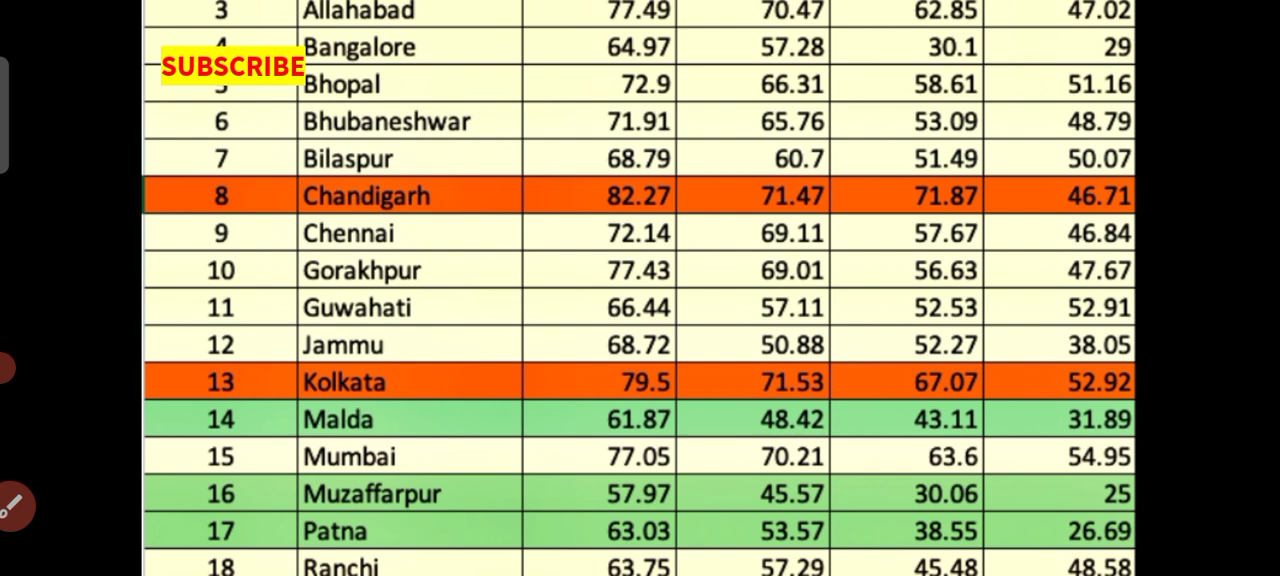 3 Allahabad 77.49 70.47 62.85 47.02
Bangalore 64.97 57.28 30.1 29
SUBSCRIBE
Bhopal 72.9 66.31 58.61 51.16
6 Bhubaneshwar 71.91 65.76 53.09 48.79
7 Bilaspur 68.79 60.7 51.49 50.07
8 Chandigarh 82.27 71.47 71.87 46.71
9 Chennai 72.14 69.11 57.67 46.84
10 Gorakhpur 77.43 69.01 56.63 47.67
11 Guwahati 66.44 57.11 52.53 52.91
12 Jammu 68.72 50.88 52.27 38.05
13 Kolkata 79.5 71.53 67.07 52.92
14 Malda 61.87 48.42 43.11 31.89
15 Mumbai 77.05 70.21 63.6 54.95
16 Muzaffarpur 57.97 45.57 30.06 25
17 Patna 63.03 53.57 38.55 26.69
18 Ranchi 63.75 57.29 45.48 48.58